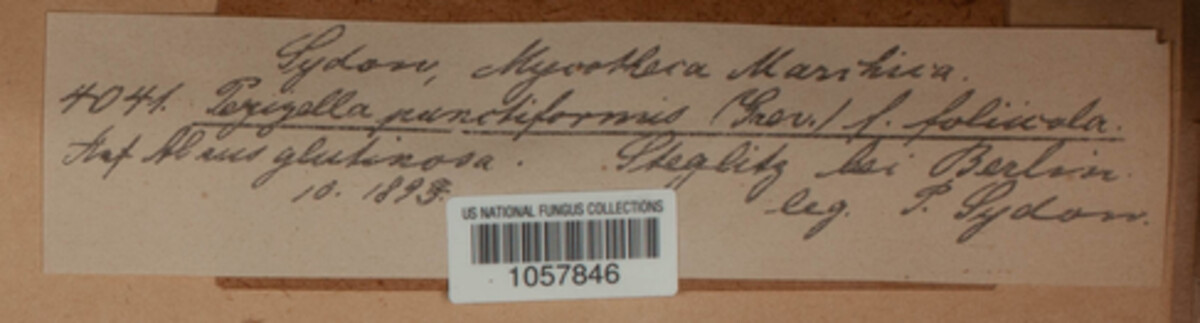 Sydow, Mycotheca Marchica.
4041. Pezizella punctiformis (Grev.) f. foliicola.
Auf Alnus glutinosa. Steglitz bei Berlin.
10. 1893. leg. P. Sydow.
US NATIONAL FUNGUS COLLECTIONS
1057846